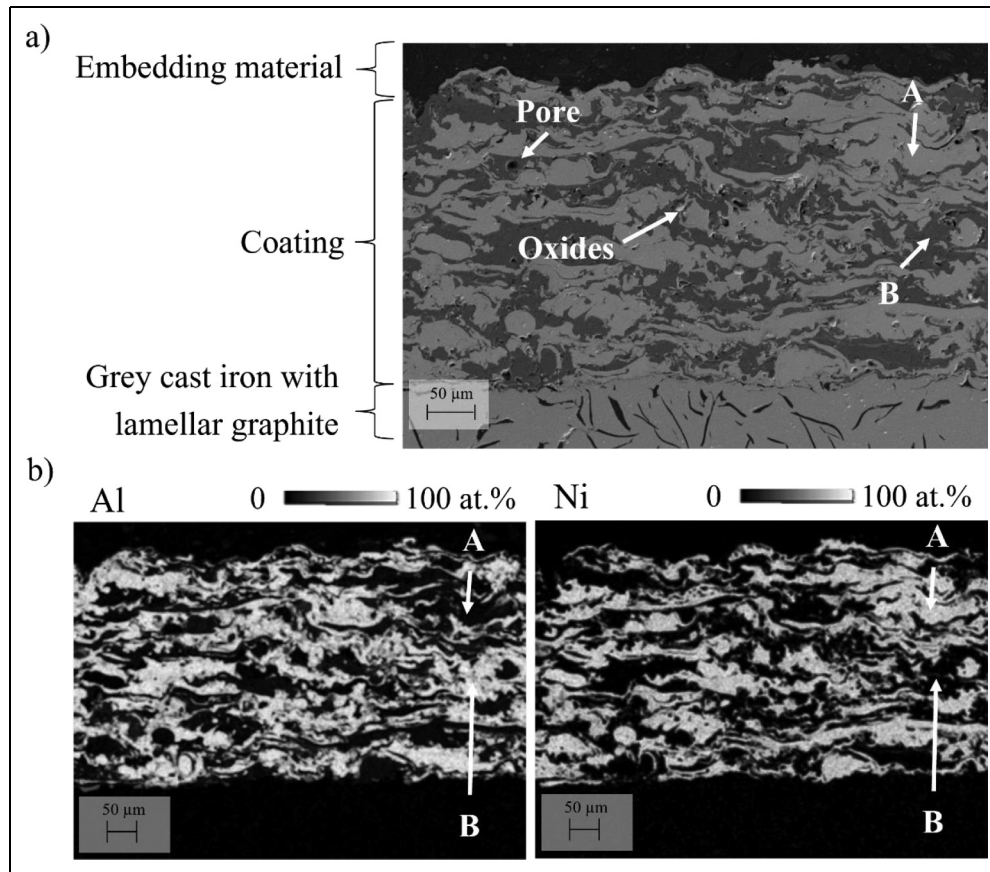 a)
Embedding material
Coating
Grey cast iron with
lamellar graphite
Pore
A
Oxides
B
50 µm
b)
Al 0 100 at.%
Ni 0 100 at.%
A
B
50 µm
A
B
50 µm